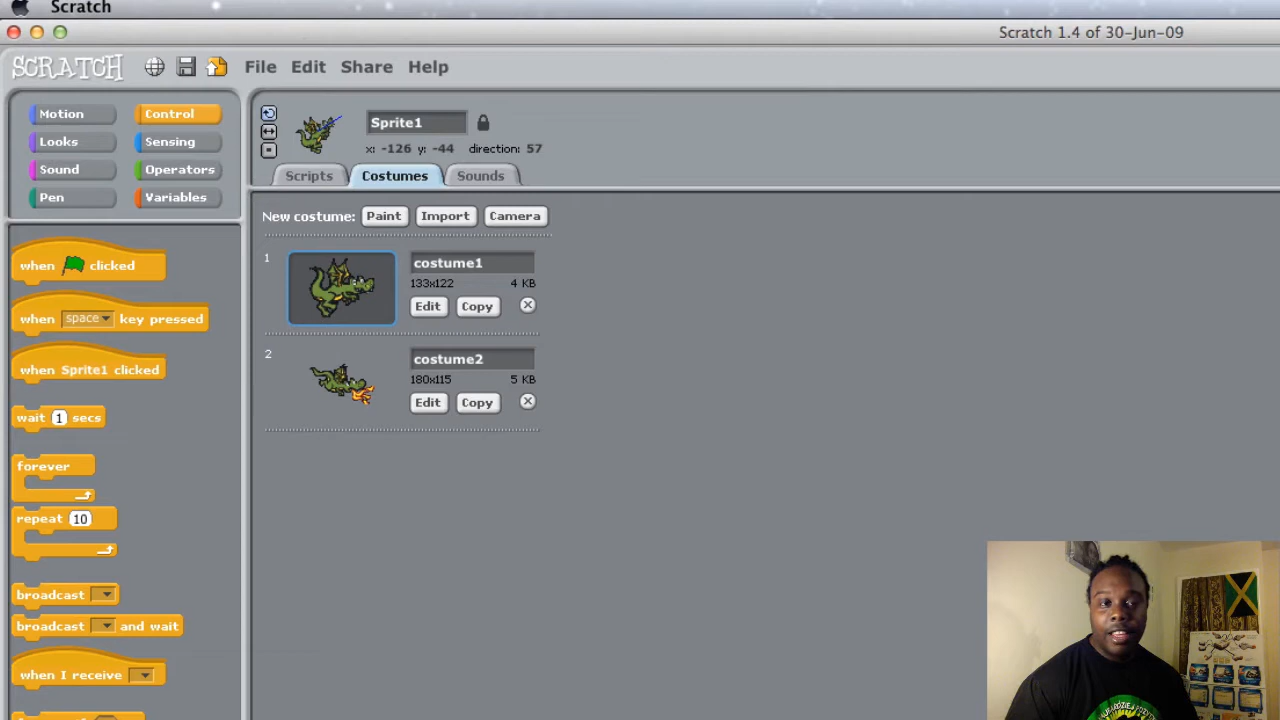 Scratch
Scratch 1.4 of 30-Jun-09
SCRATCH File Edit Share Help
Motion Control
Looks Sensing
Sound Operators
Pen Variables
Sprite1
x: -126 y: -44 direction: 57
Scripts Costumes Sounds
New costume: Paint Import Camera
1 costume1
133x122 4 KB
Edit Copy
2 costume2
180x115 5 KB
Edit Copy
when clicked
when space key pressed
when Sprite1 clicked
wait 1 secs
forever
repeat 10
broadcast
broadcast and wait
when I receive